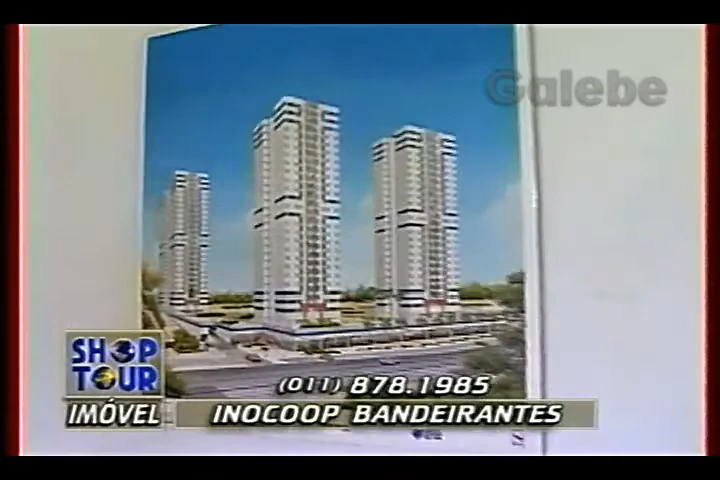 Galebe
SHOP
TOUR
(011) 878.1985
IMÓVEL
INOCOOP BANDEIRANTES